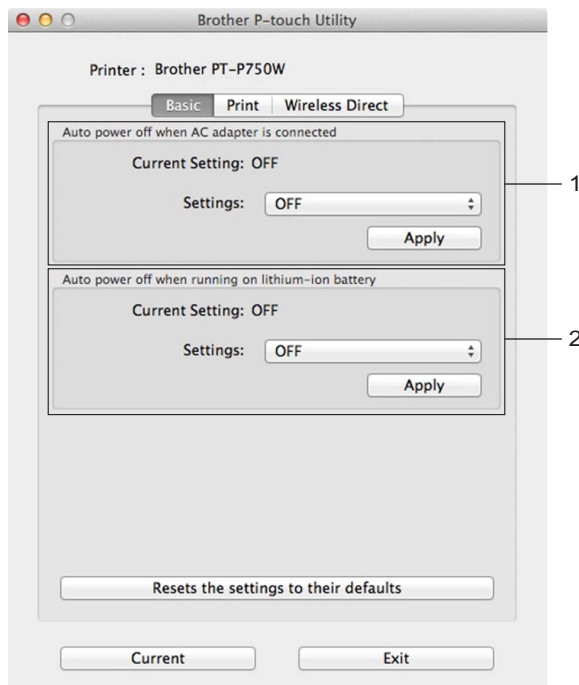 Brother P-touch Utility
Printer : Brother PT-P750W
Basic Print Wireless Direct
Auto power off when AC adapter is connected
Current Setting: OFF
1
Settings: OFF
Apply
Auto power off when running on lithium-ion battery
Current Setting: OFF
2
Settings: OFF
Apply
Resets the settings to their defaults
Current Exit